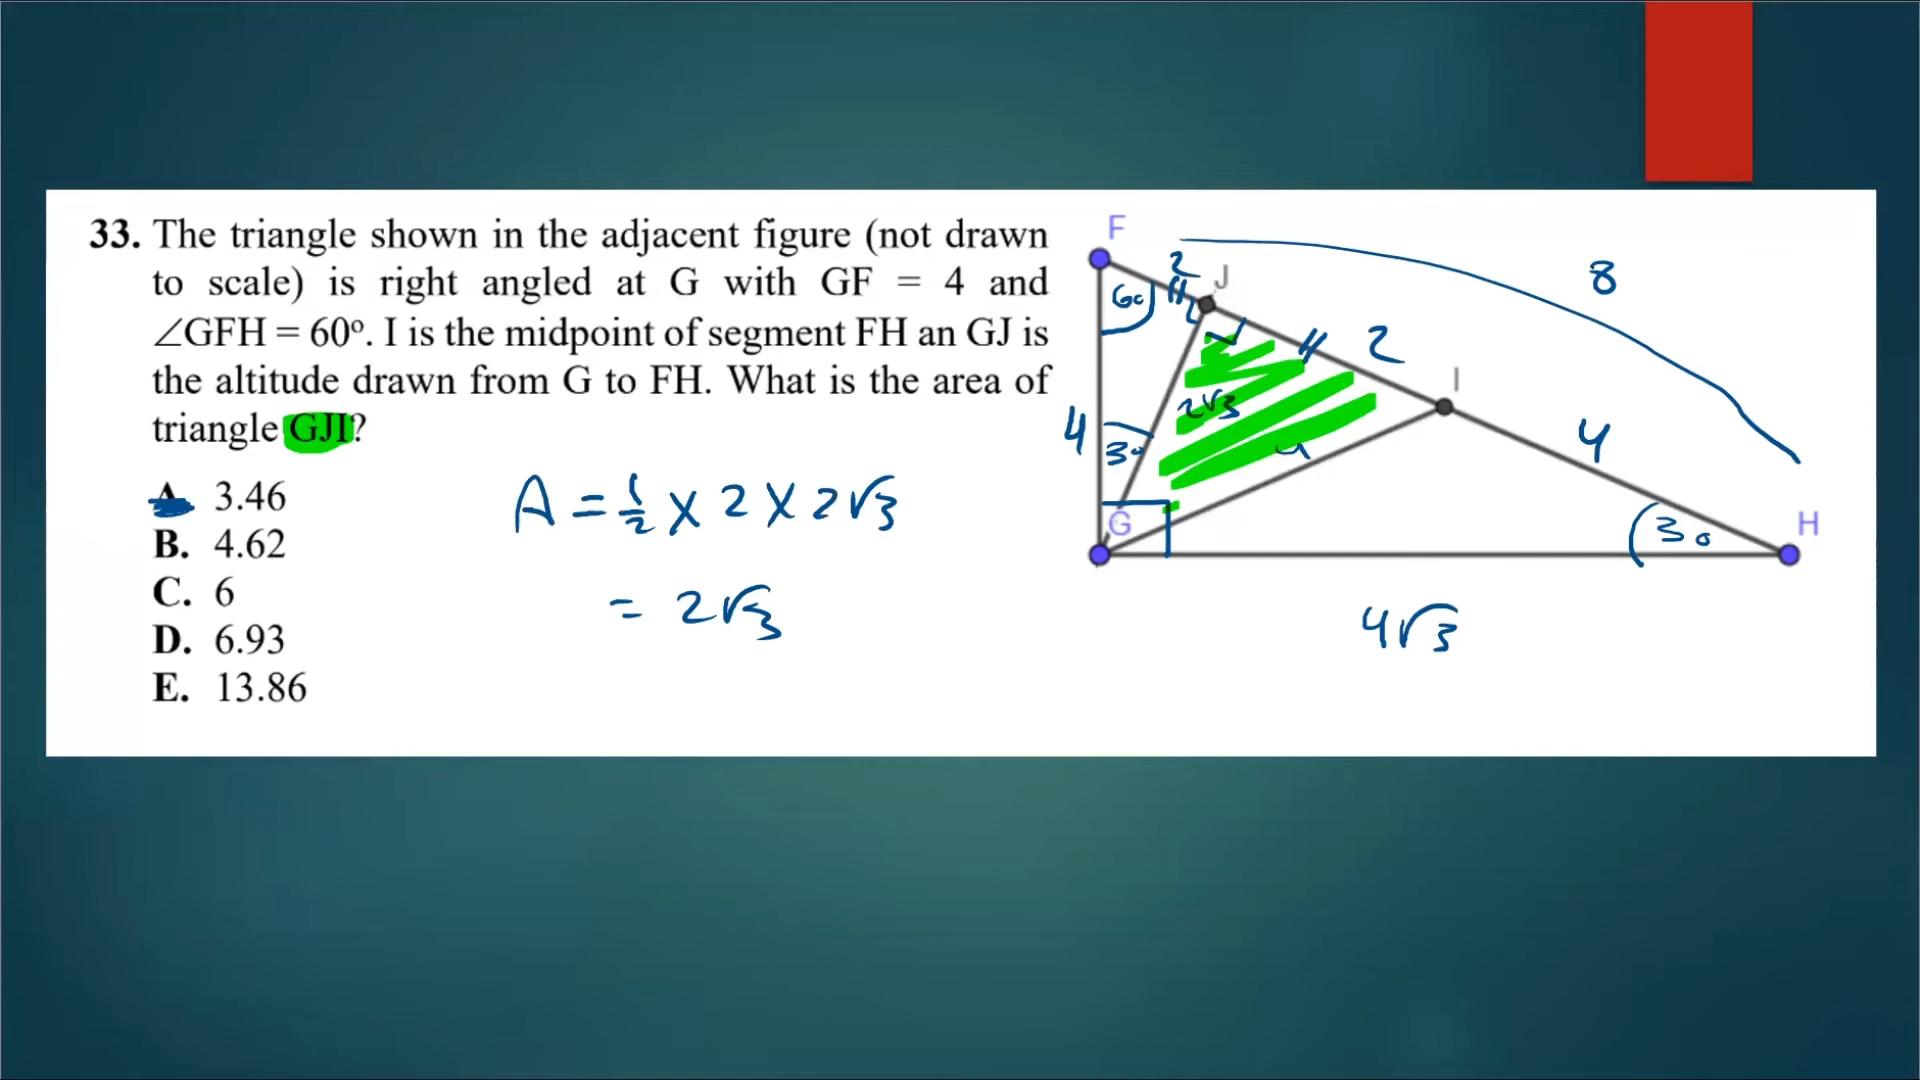 33. The triangle shown in the adjacent figure (not drawn
to scale) is right angled at G with GF = 4 and
∠GFH = 60º. I is the midpoint of segment FH an GJ is
the altitude drawn from G to FH. What is the area of
triangle GJI?
A. 3.46
B. 4.62
C. 6
D. 6.93
E. 13.86
A = 1/2 × 2 × 2√3
= 2√3
F
2
J
8
60
2
I
2√3
4
4
30
4
G
30
H
4√3